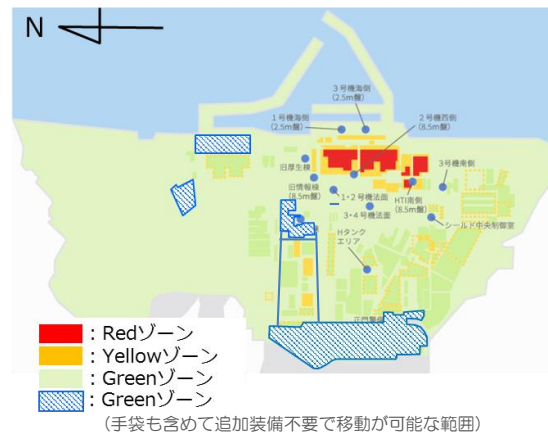 N
3号機海側
(2.5m盤)
1号機海側
(2.5m盤)
2号機西側
(8.5m盤)
旧厚生棟
旧情報棟
(8.5m盤)
1・2号機法面
3・4号機法面
HTI南側
(8.5m盤)
3号機南側
シールド中央制御室
Hタンク
エリア
：Redゾーン
：Yellowゾーン
：Greenゾーン
：Greenゾーン
(手袋も含めて追加装備不要で移動が可能な範囲)